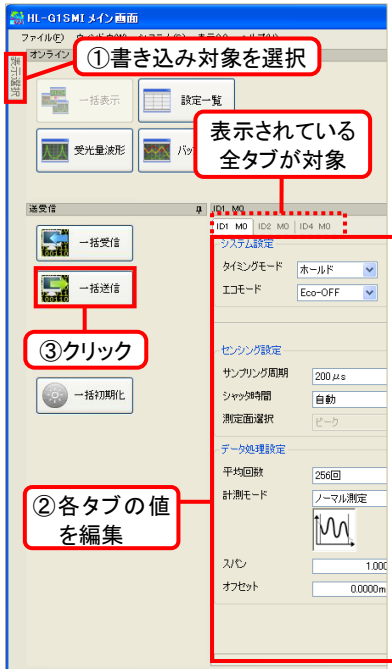 HL-G1SMI メイン画面
ファイル(F)
オンライン
①書き込み対象を選択
表示選択
一括表示
設定一覧
受光量波形
表示されている
全タブが対象
送受信
ID1 M0
ID1 M0 ID2 M0 ID4 M0
一括受信
一括送信
③クリック
一括初期化
システム設定
タイミングモード ホールド
エコモード Eco-OFF
センシング設定
サンプリング周期 200μs
シャッタ時間 自動
測定面選択 ピーク
データ処理設定
平均回数 256回
計測モード ノーマル測定
②各タブの値
を編集
スパン 1.000
オフセット 0.0000m